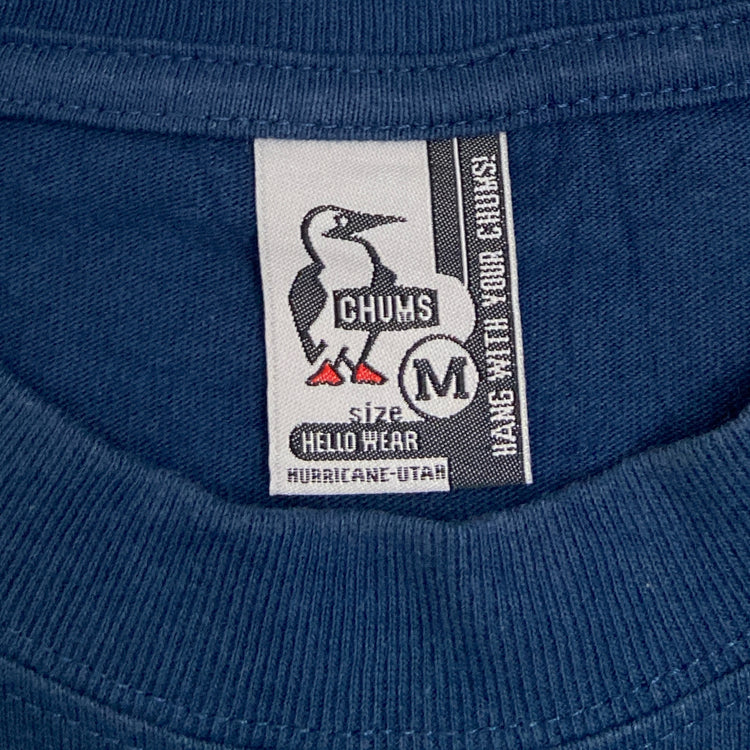 CHUMS
M
size
HELLO WEAR
HURRICANE-UTAH
HANG WITH YOUR CHUMS!